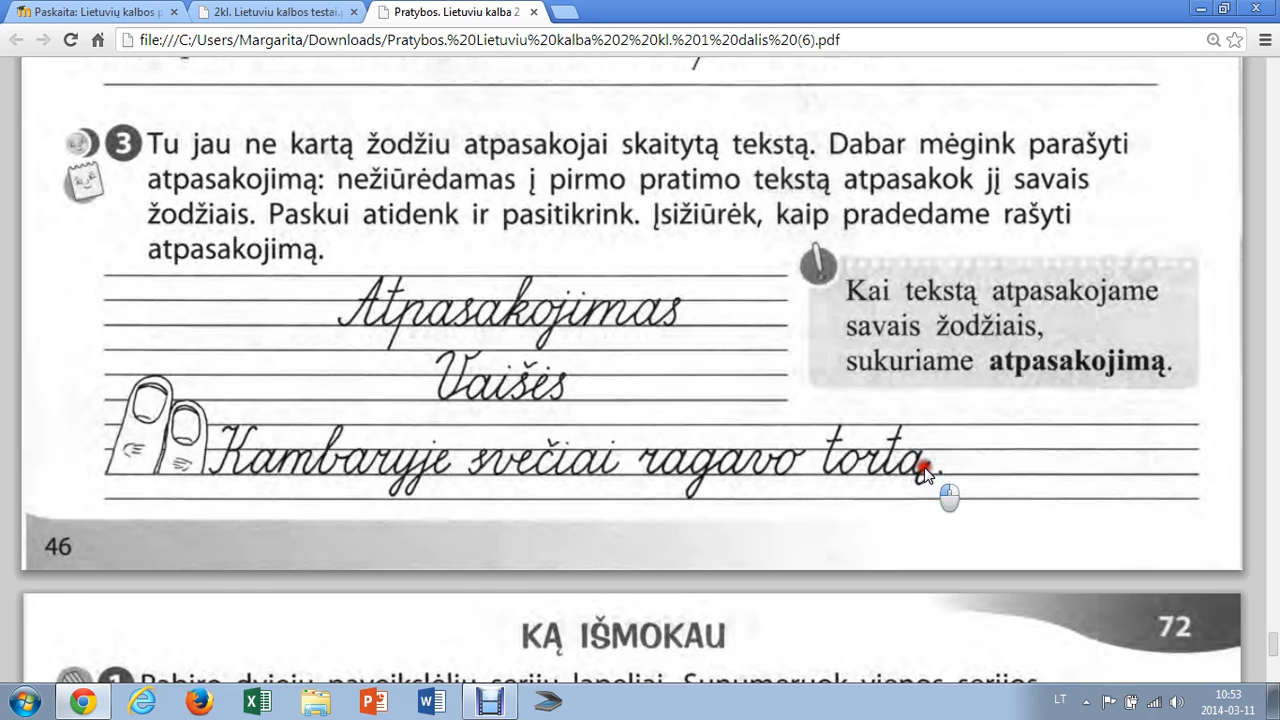 Paskaita: Lietuvių kalbos p
2kl. Lietuviu kalbos testai.p
Pratybos. Lietuviu kalba 2
file:///C:/Users/Margarita/Downloads/Pratybos.%20Lietuviu%20kalba%202%20kl.%201%20dalis%20(6).pdf
3 Tu jau ne kartą žodžiu atpasakojai skaitytą tekstą. Dabar mėgink parašyti
atpasakojimą: nežiūrėdamas į pirmo pratimo tekstą atpasakok jį savais
žodžiais. Paskui atidenk ir pasitikrink. Įsižiūrėk, kaip pradedame rašyti
atpasakojimą.
Atpasakojimas
Vaišės
Kambaryje svečiai ragavo tortą.
Kai tekstą atpasakojame
savais žodžiais,
sukuriame atpasakojimą.
46
72
KĄ IŠMOKAU
LT
10:53
2014-03-11